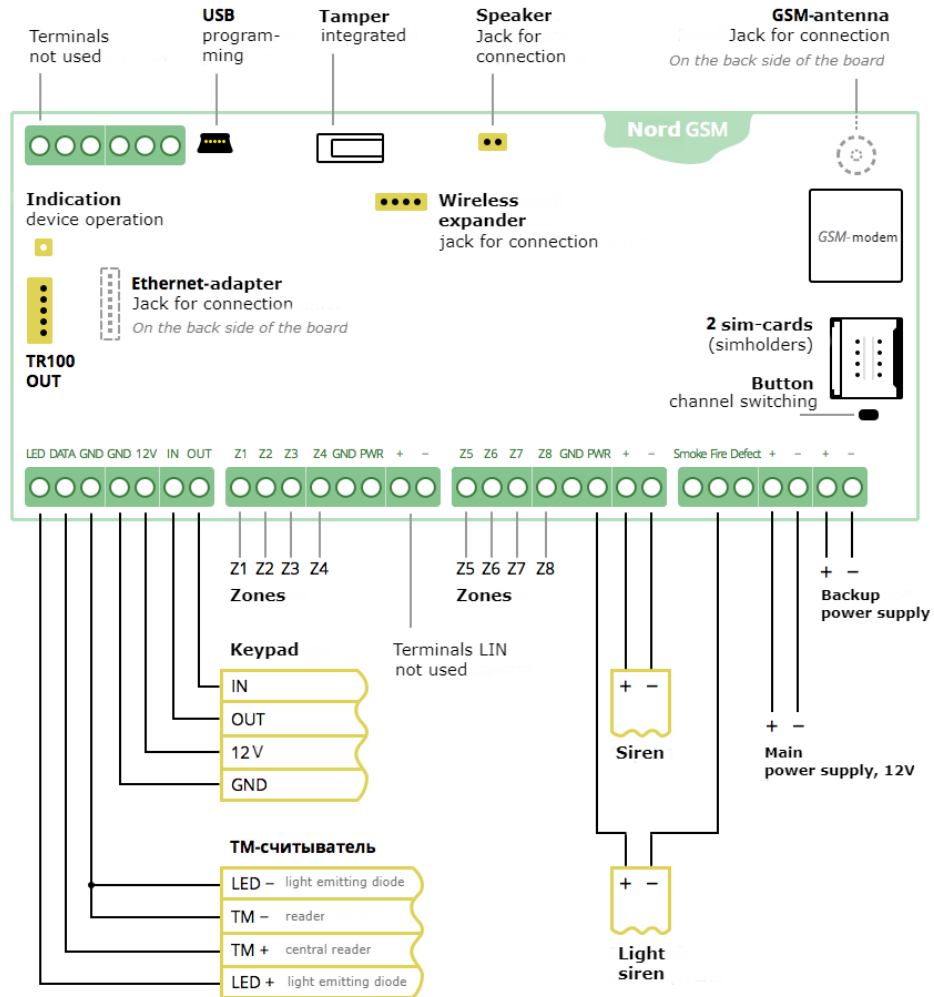 Terminals
not used
USB
program-
ming
Tamper
integrated
Speaker
Jack for
connection
GSM-antenna
Jack for connection
On the back side of the board
Nord GSM
Indication
device operation
Wireless
expander
jack for connection
GSM-modem
Ethernet-adapter
Jack for connection
On the back side of the board
TR100
OUT
2 sim-cards
(simholders)
Button
channel switching
LED DATA GND GND 12V IN OUT
Z1 Z2 Z3 Z4 GND PWR + −
Z5 Z6 Z7 Z8 GND PWR + −
Smoke Fire Defect + − + −
Z1 Z2 Z3 Z4
Zones
Z5 Z6 Z7 Z8
Zones
+ −
Backup
power supply
Keypad
IN
OUT
12 V
GND
Terminals LIN
not used
+ −
Siren
+ −
Main
power supply, 12V
ТМ-считыватель
LED − light emitting diode
TM − reader
TM + central reader
LED + light emitting diode
+ −
Light
siren